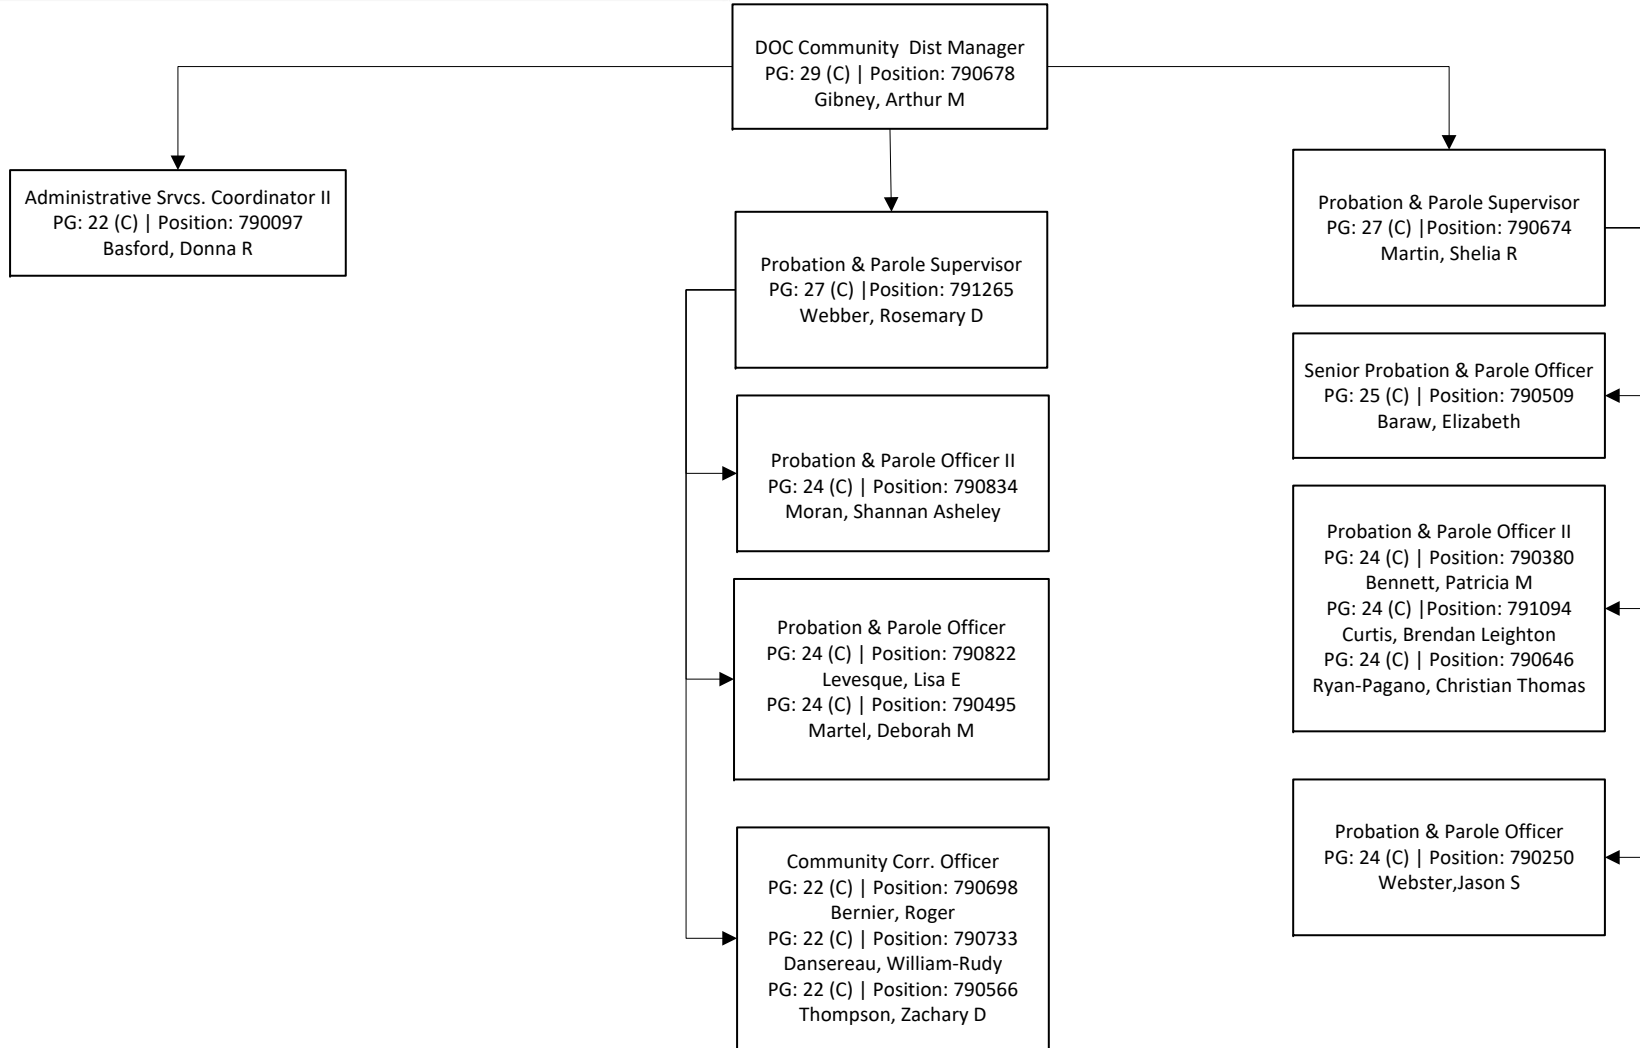 DOC Community  Dist Manager
PG: 29 (C) | Position: 790678
Gibney, Arthur M
Administrative Srvcs. Coordinator II
PG: 22 (C) | Position: 790097
Basford, Donna R
Probation & Parole Supervisor
PG: 27 (C) |Position: 791265
Webber, Rosemary D
Probation & Parole Officer II
PG: 24 (C) | Position: 790834
Moran, Shannan Asheley
Probation & Parole Officer
PG: 24 (C) | Position: 790822
Levesque, Lisa E
PG: 24 (C) | Position: 790495
Martel, Deborah M
Community Corr. Officer
PG: 22 (C) | Position: 790698
Bernier, Roger
PG: 22 (C) | Position: 790733
Dansereau, William-Rudy
PG: 22 (C) | Position: 790566
Thompson, Zachary D
Probation & Parole Supervisor
PG: 27 (C) |Position: 790674
Martin, Shelia R
Senior Probation & Parole Officer
PG: 25 (C) | Position: 790509
Baraw, Elizabeth
Probation & Parole Officer II
PG: 24 (C) | Position: 790380
Bennett, Patricia M
PG: 24 (C) |Position: 791094
Curtis, Brendan Leighton
PG: 24 (C) | Position: 790646
Ryan-Pagano, Christian Thomas
Probation & Parole Officer
PG: 24 (C) | Position: 790250
Webster,Jason S